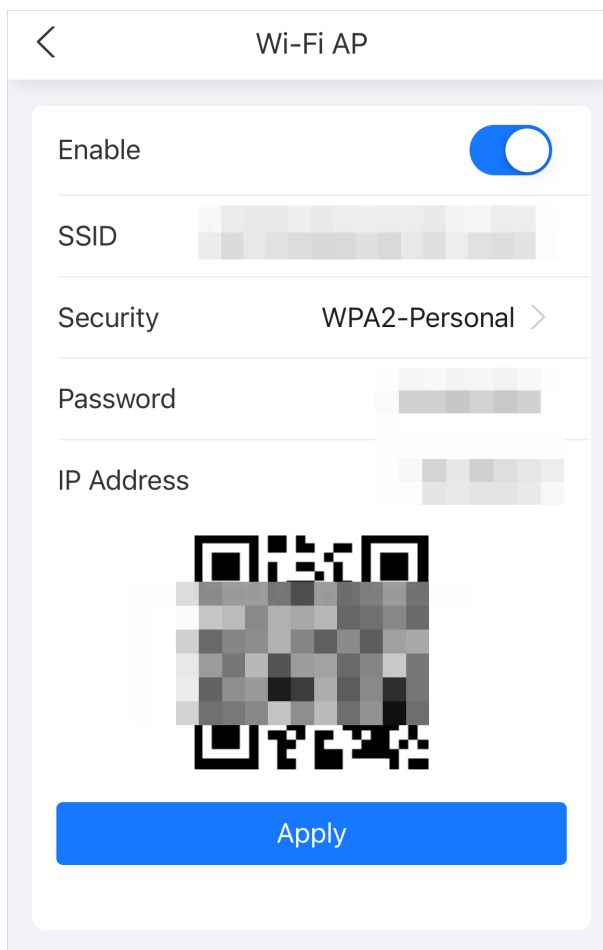 Wi-Fi AP
Enable
SSID
Security WPA2-Personal
Password
IP Address
Apply